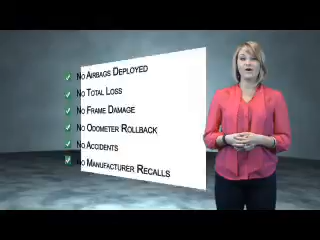 No Airbags Deployed
No Total Loss
No Frame Damage
No Odometer Rollback
No Accidents
No Manufacturer Recalls